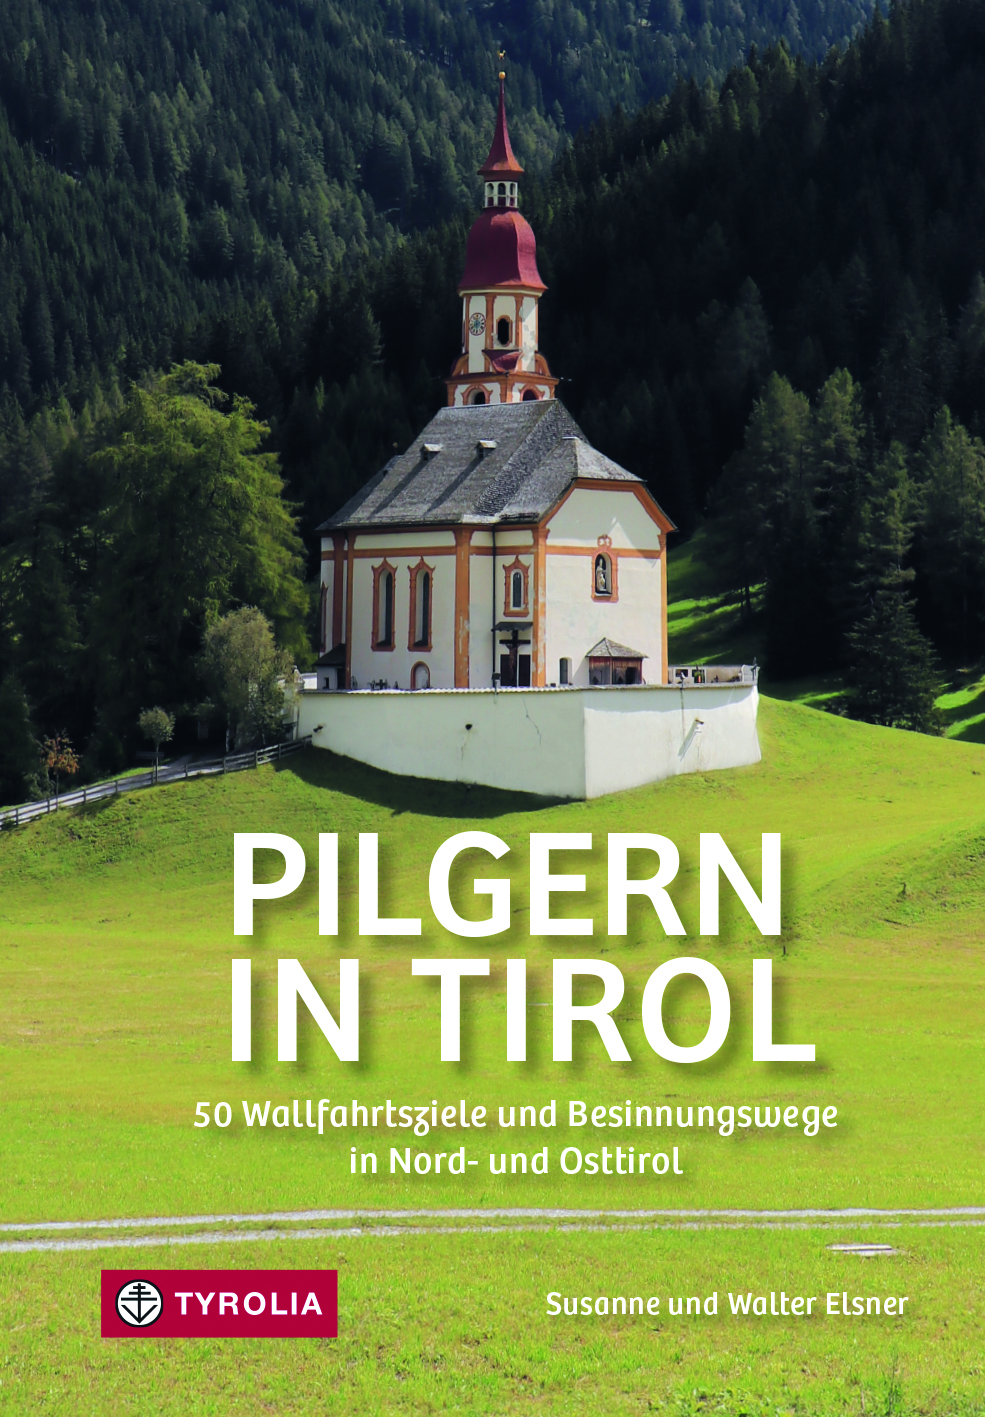 PILGERN
IN TIROL
50 Wallfahrtsziele und Besinnungswege
in Nord- und Osttirol
TYROLIA
Susanne und Walter Elsner